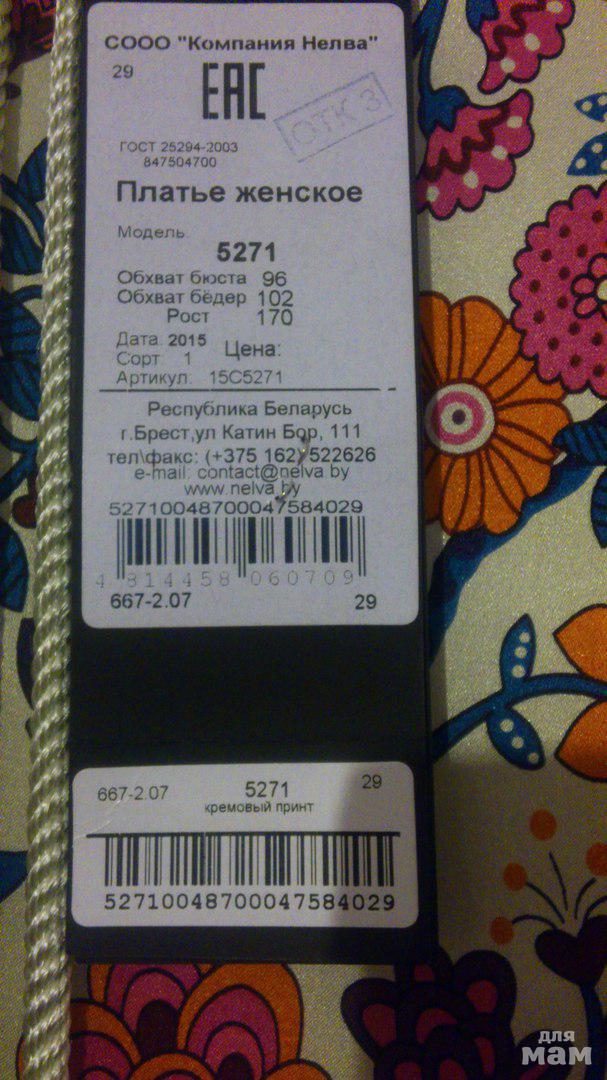 СООО "Компания Нелва"
29
ЕАС
ОТК 3
ГОСТ 25294-2003
847504700
Платье женское
Модель:
5271
Обхват бюста 96
Обхват бёдер 102
Рост 170
Дата: 2015
Сорт: 1 Цена:
Артикул: 15С5271
Республика Беларусь
г.Брест,ул Катин Бор, 111
тел\факс: (+375 162) 522626
e-mail: contact@nelva.by
www.nelva.by
52710048700047584029
4 814458 060709
667-2.07 29
667-2.07 5271 29
кремовый принт
52710048700047584029
для
мам